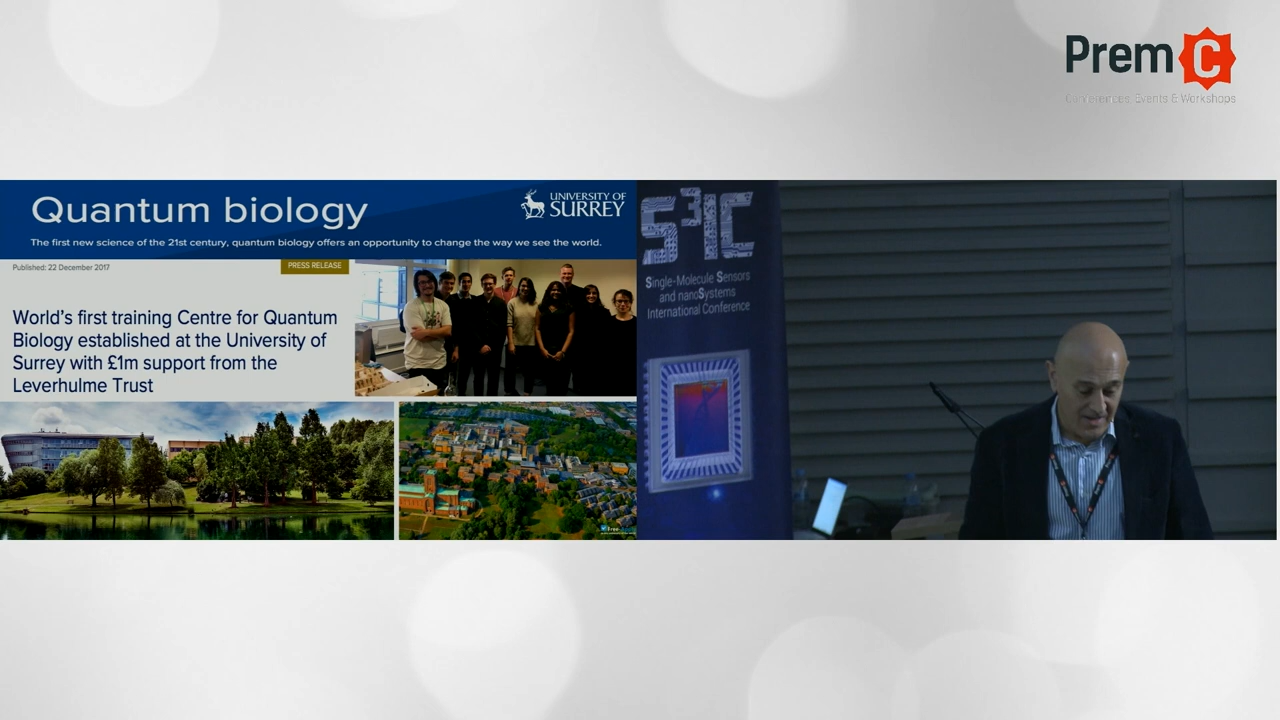 Prem C
Conferences, Events & Workshops
Quantum biology
UNIVERSITY OF
SURREY
The first new science of the 21st century, quantum biology offers an opportunity to change the way we see the world.
Published: 22 December 2017
PRESS RELEASE
World's first training Centre for Quantum
Biology established at the University of
Surrey with £1m support from the
Leverhulme Trust
S3IC
Single-Molecule Sensors
and nanoSystems
International Conference